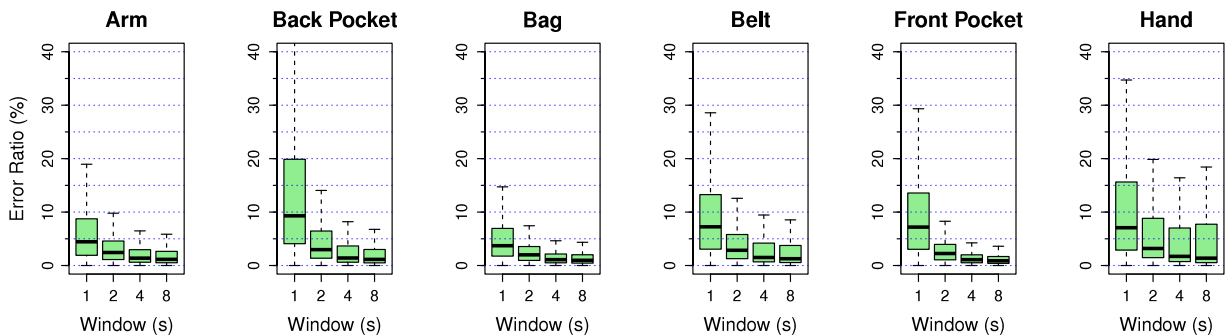 Arm Back Pocket Bag Belt Front Pocket Hand
Error Ratio (%)
40 40 40 40 40 40
30 30 30 30 30 30
20 20 20 20 20 20
10 10 10 10 10 10
0 0 0 0 0 0
1 2 4 8 1 2 4 8 1 2 4 8 1 2 4 8 1 2 4 8 1 2 4 8
Window (s) Window (s) Window (s) Window (s) Window (s) Window (s)